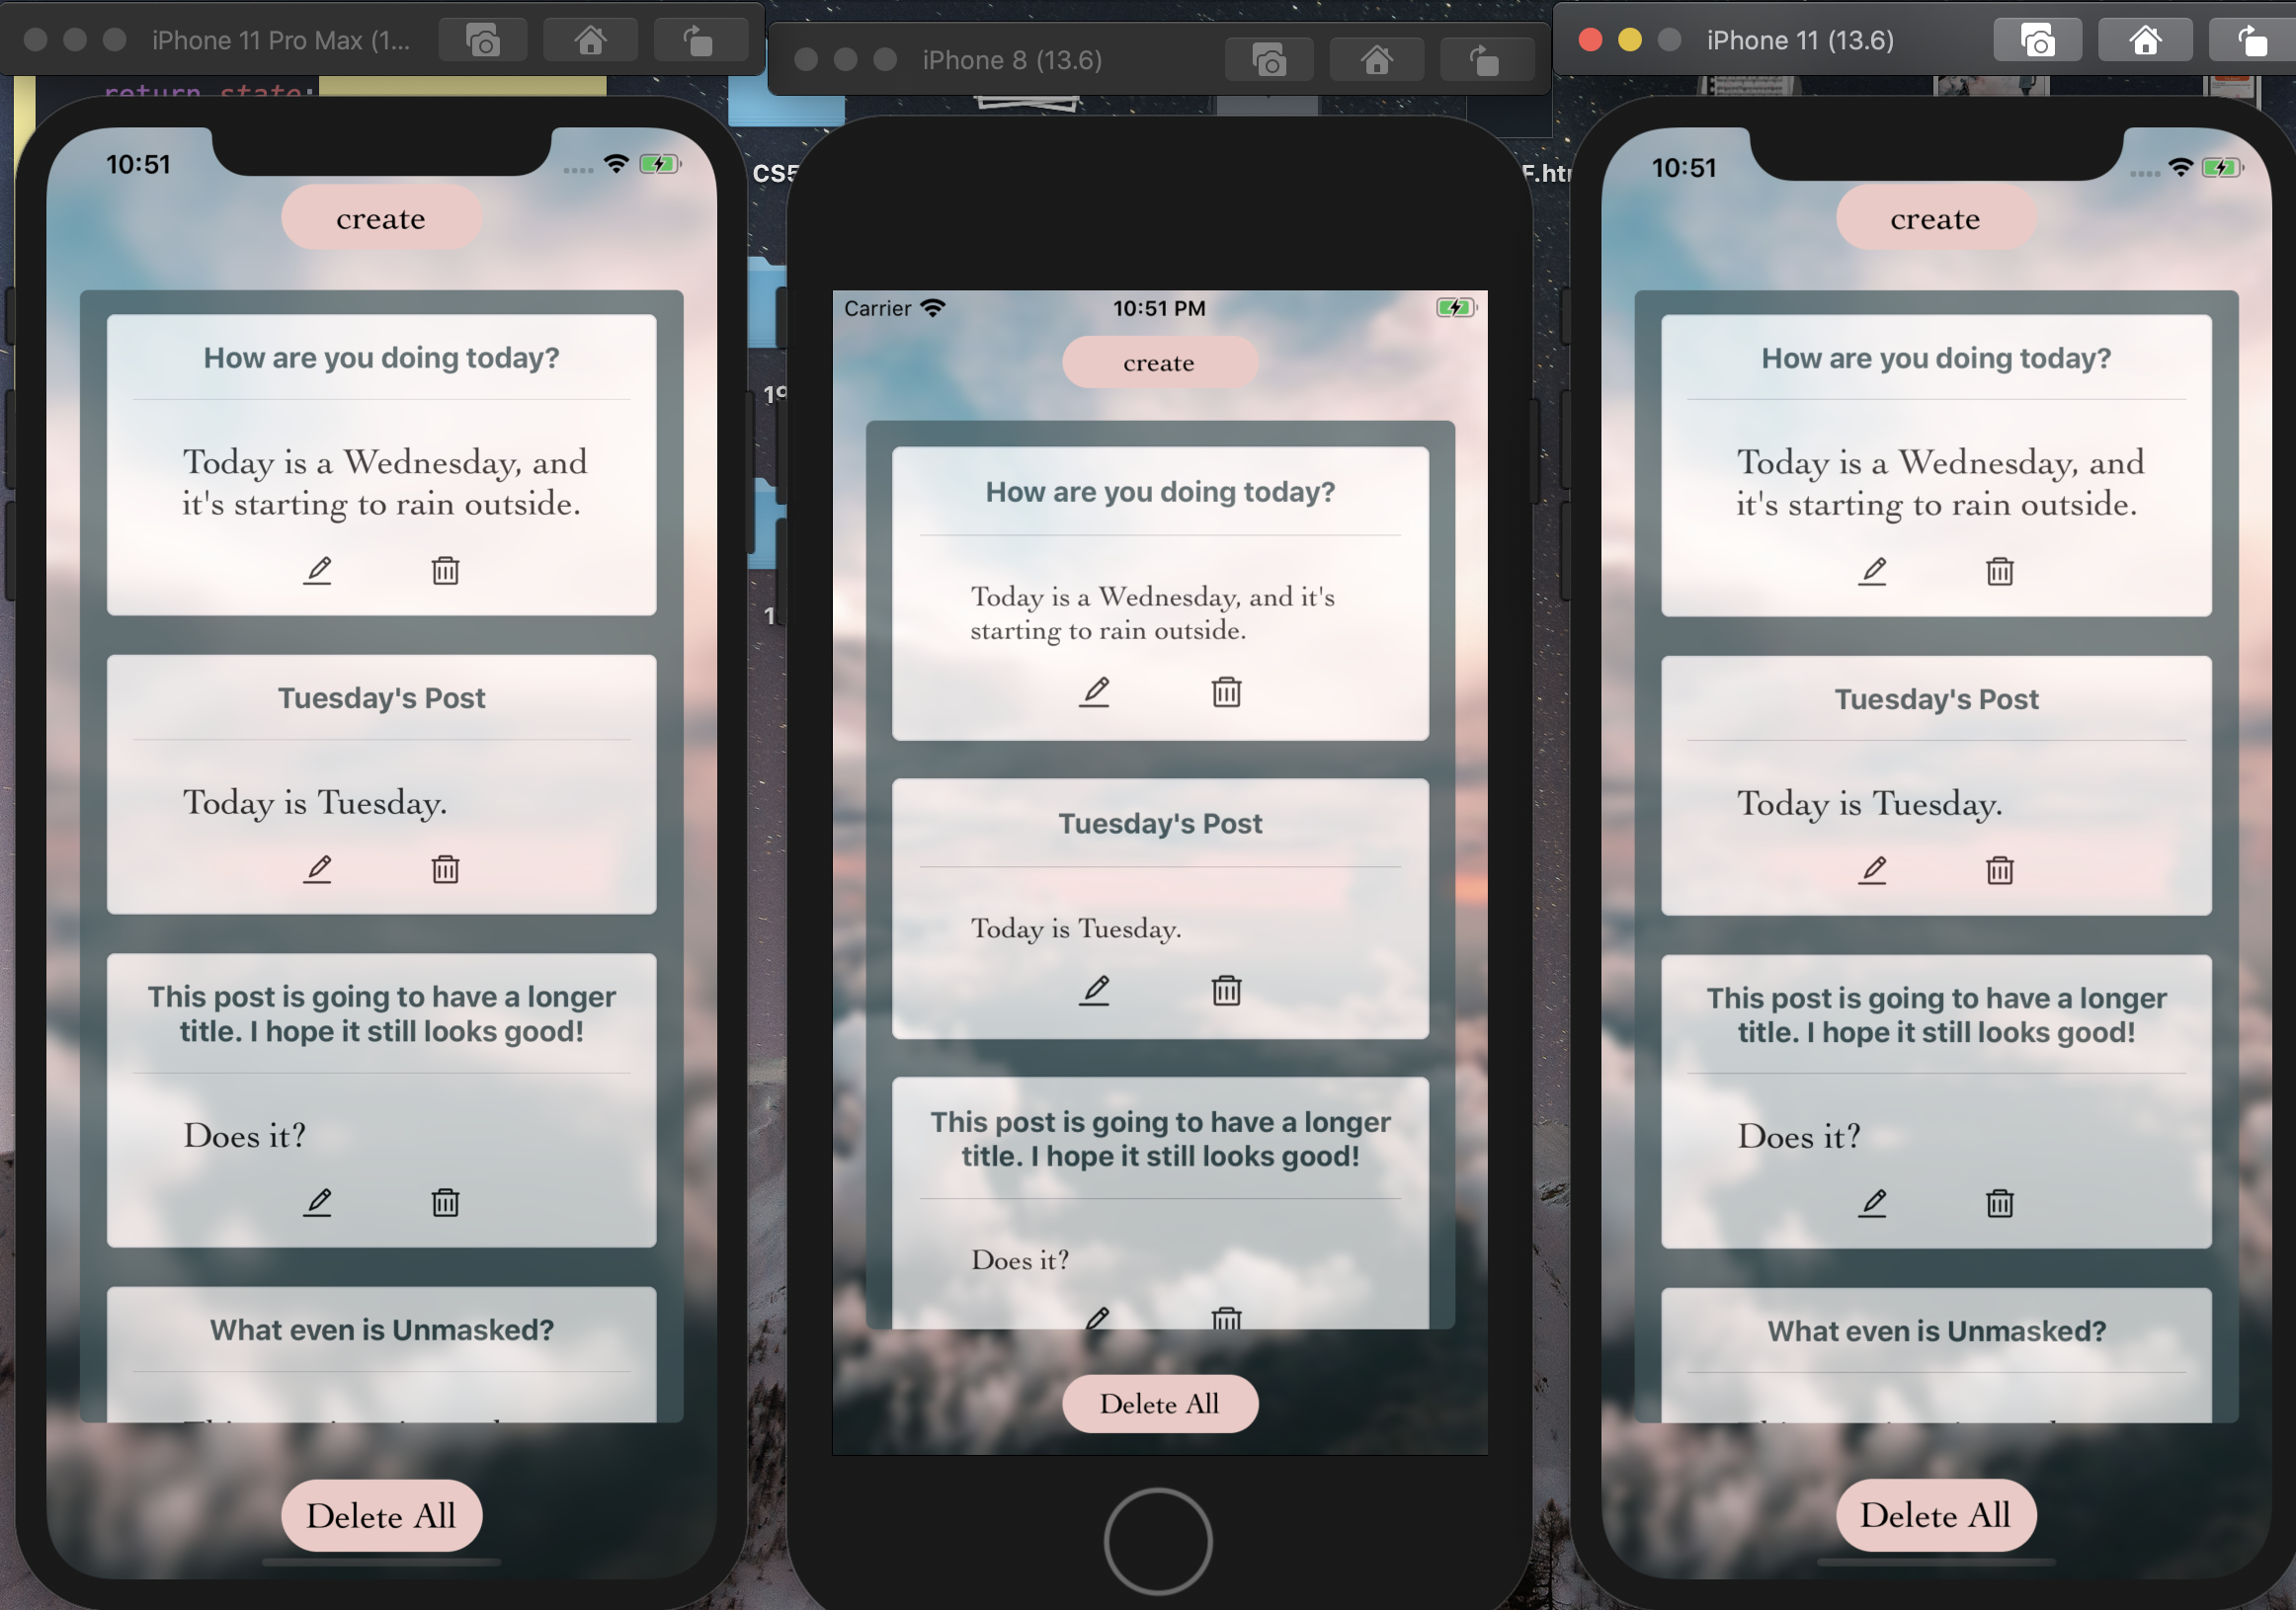 iPhone 11 Pro Max (1...
return state;
10:51
create
How are you doing today?
Today is a Wednesday, and
it's starting to rain outside.
Tuesday's Post
Today is Tuesday.
This post is going to have a longer
title. I hope it still looks good!
Does it?
What even is Unmasked?
Delete All
iPhone 8 (13.6)
CS5
19
1
F.htm
Carrier
10:51 PM
create
How are you doing today?
Today is a Wednesday, and it's
starting to rain outside.
Tuesday's Post
Today is Tuesday.
This post is going to have a longer
title. I hope it still looks good!
Does it?
Delete All
iPhone 11 (13.6)
10:51
create
How are you doing today?
Today is a Wednesday, and
it's starting to rain outside.
Tuesday's Post
Today is Tuesday.
This post is going to have a longer
title. I hope it still looks good!
Does it?
What even is Unmasked?
Delete All